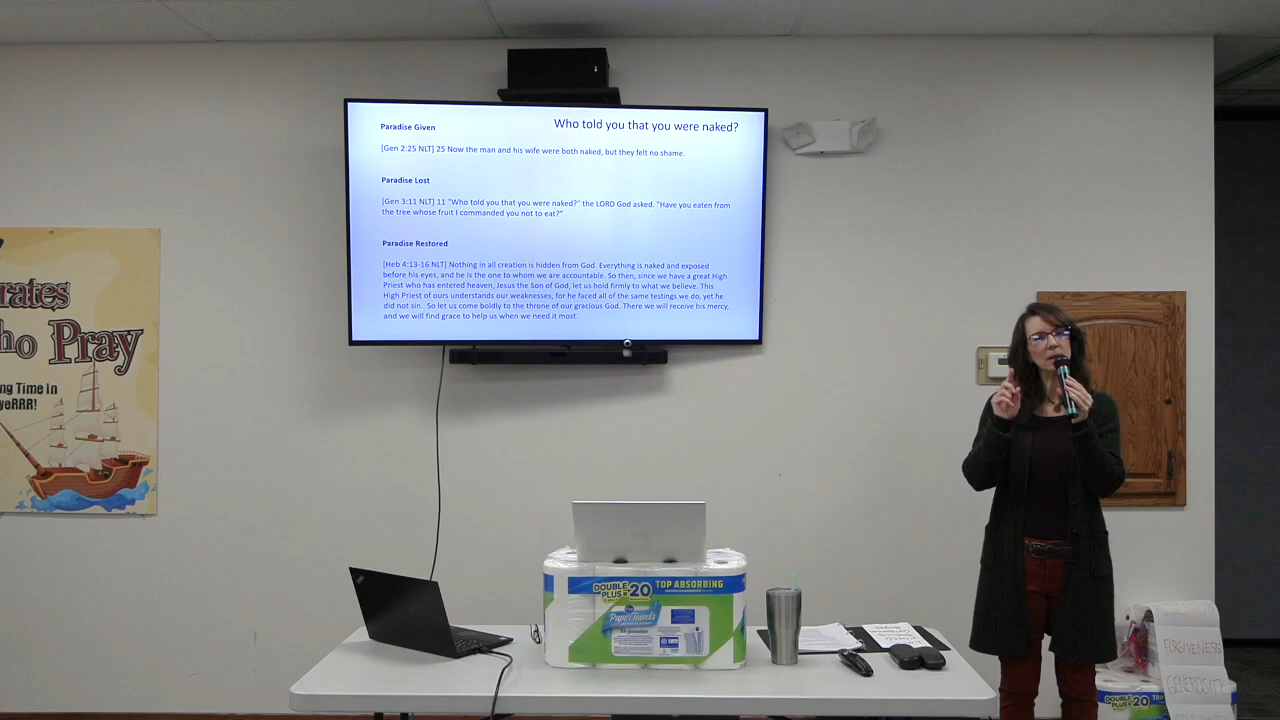 Who told you that you were naked?
Paradise Given
[Gen 2:25 NLT] 25 Now the man and his wife were both naked, but they felt no shame.
Paradise Lost
[Gen 3:11 NLT] 11 "Who told you that you were naked?" the LORD God asked. "Have you eaten from
the tree whose fruit I commanded you not to eat?"
Paradise Restored
[Heb 4:13-16 NLT] Nothing in all creation is hidden from God. Everything is naked and exposed
before his eyes, and he is the one to whom we are accountable. So then, since we have a great High
Priest who has entered heaven, Jesus the Son of God, let us hold firmly to what we believe. This
High Priest of ours understands our weaknesses, for he faced all of the same testings we do, yet he
did not sin. So let us come boldly to the throne of our gracious God. There we will receive his mercy,
and we will find grace to help us when we need it most.
rates
ho Pray
ng Time In
yeRRR!
DOUBLE
PLUS = 20
TOP ABSORBING
Paper Towels
FORGIVENESS
GENEROSITY
DOUBLE
PLUS = 20
TOP